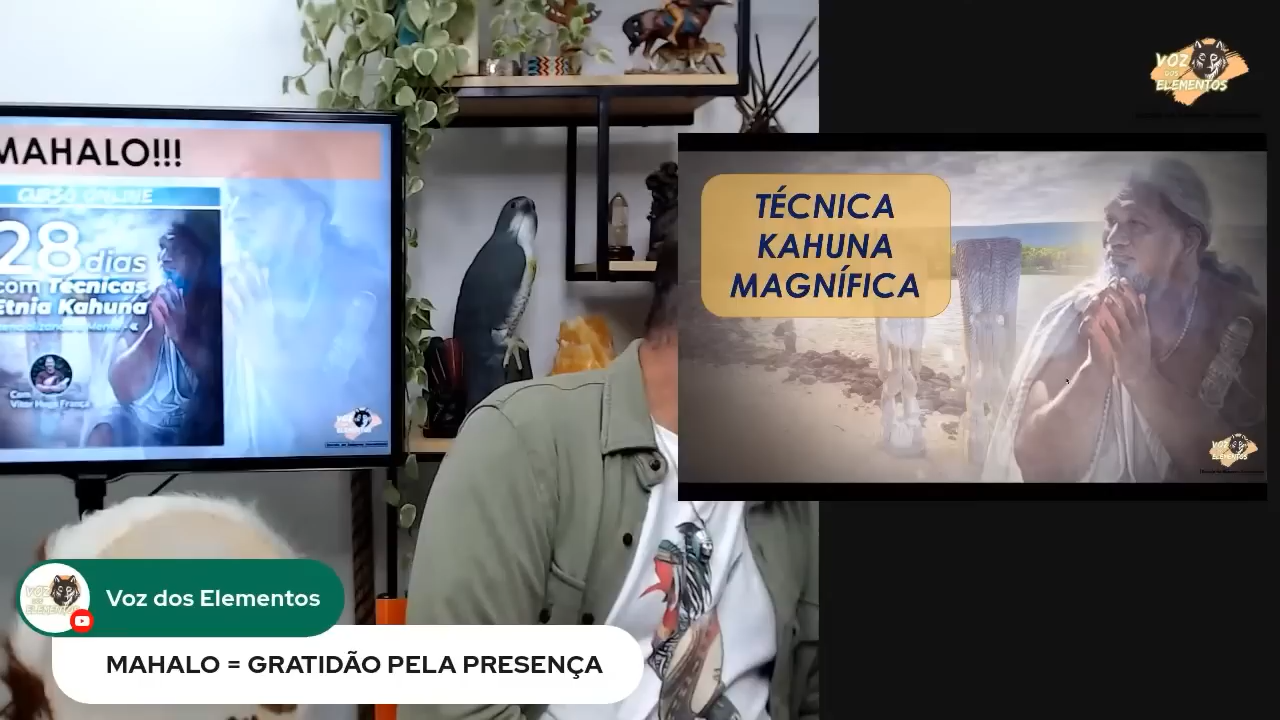 MAHALO!!!
CURSO ONLINE
28 dias
com Técnicas
Etnia Kahuna
Com
Vitor Hugo França
TÉCNICA
KAHUNA
MAGNÍFICA
VOZ
DOS
ELEMENTOS
Voz dos Elementos
MAHALO = GRATIDÃO PELA PRESENÇA